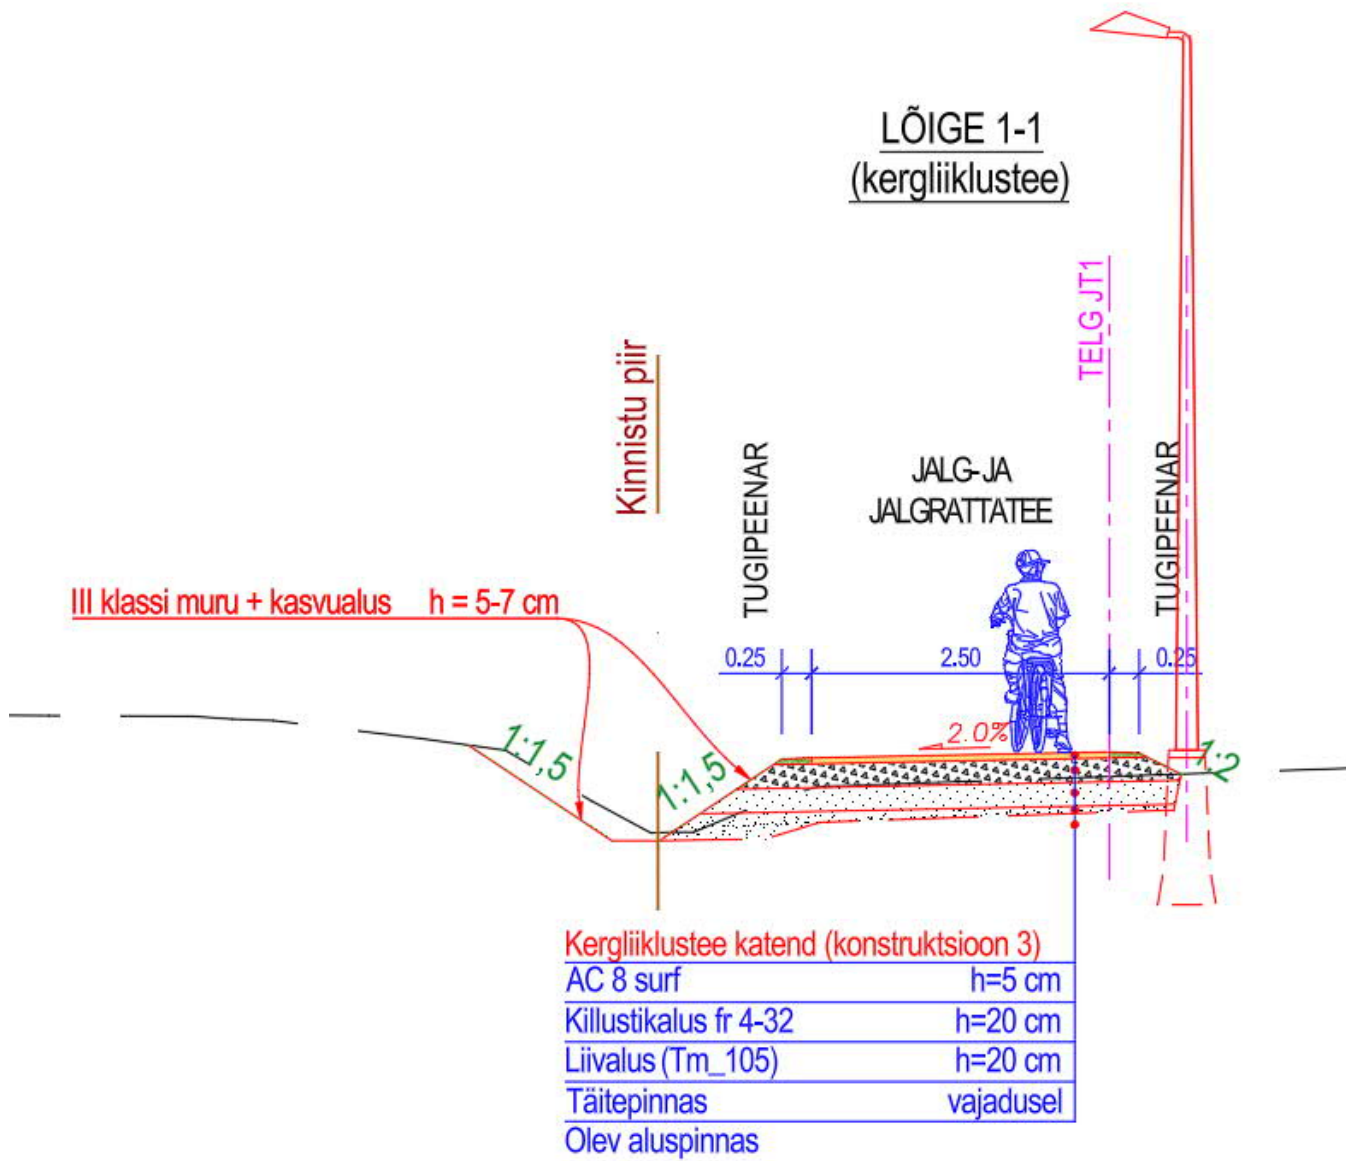 LÕIGE 1-1
(kergliiklustee)
TELG JT1
Kinnistu piir
TUGIPEENAR
JALG-JA
JALGRATTATEE
TUGIPEENAR
III klassi muru + kasvualus h = 5-7 cm
0.25 2.50 0.25
2.0%
1:1,5
1:1,5
1:2
Kergliiklustee katend (konstruktsioon 3)
AC 8 surf h=5 cm
Killustikalus fr 4-32 h=20 cm
Liivalus (Tm_105) h=20 cm
Täitepinnas vajadusel
Olev aluspinnas